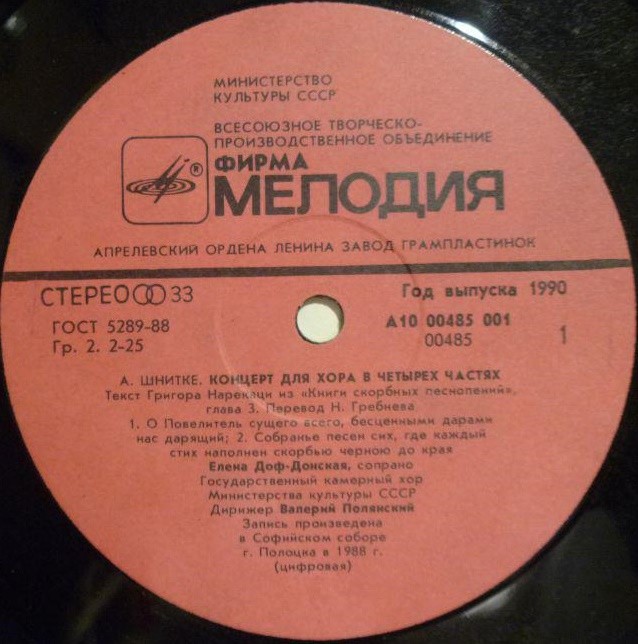 МИНИСТЕРСТВО
КУЛЬТУРЫ СССР
ВСЕСОЮЗНОЕ ТВОРЧЕСКО-
ПРОИЗВОДСТВЕННОЕ ОБЪЕДИНЕНИЕ
®
ФИРМА
МЕЛОДИЯ
АПРЕЛЕВСКИЙ ОРДЕНА ЛЕНИНА ЗАВОД ГРАМПЛАСТИНОК
СТЕРЕО 33
Год выпуска 1990
ГОСТ 5289-88
А10 00485 001
Гр. 2. 2-25
00485
1
А. ШНИТКЕ. КОНЦЕРТ ДЛЯ ХОРА В ЧЕТЫРЕХ ЧАСТЯХ
Текст Григора Нарекаци из «Книги скорбных песнопений»,
глава 3. Перевод Н. Гребнева
1. О Повелитель сущего всего, бесценными дарами
нас дарящий; 2. Собранье песен сих, где каждый
стих наполнен скорбью черною до края
Елена Доф-Донская, сопрано
Государственный камерный хор
Министерства культуры СССР
Дирижер Валерий Полянский
Запись произведена
в Софийском соборе
г. Полоцка в 1988 г.
(цифровая)